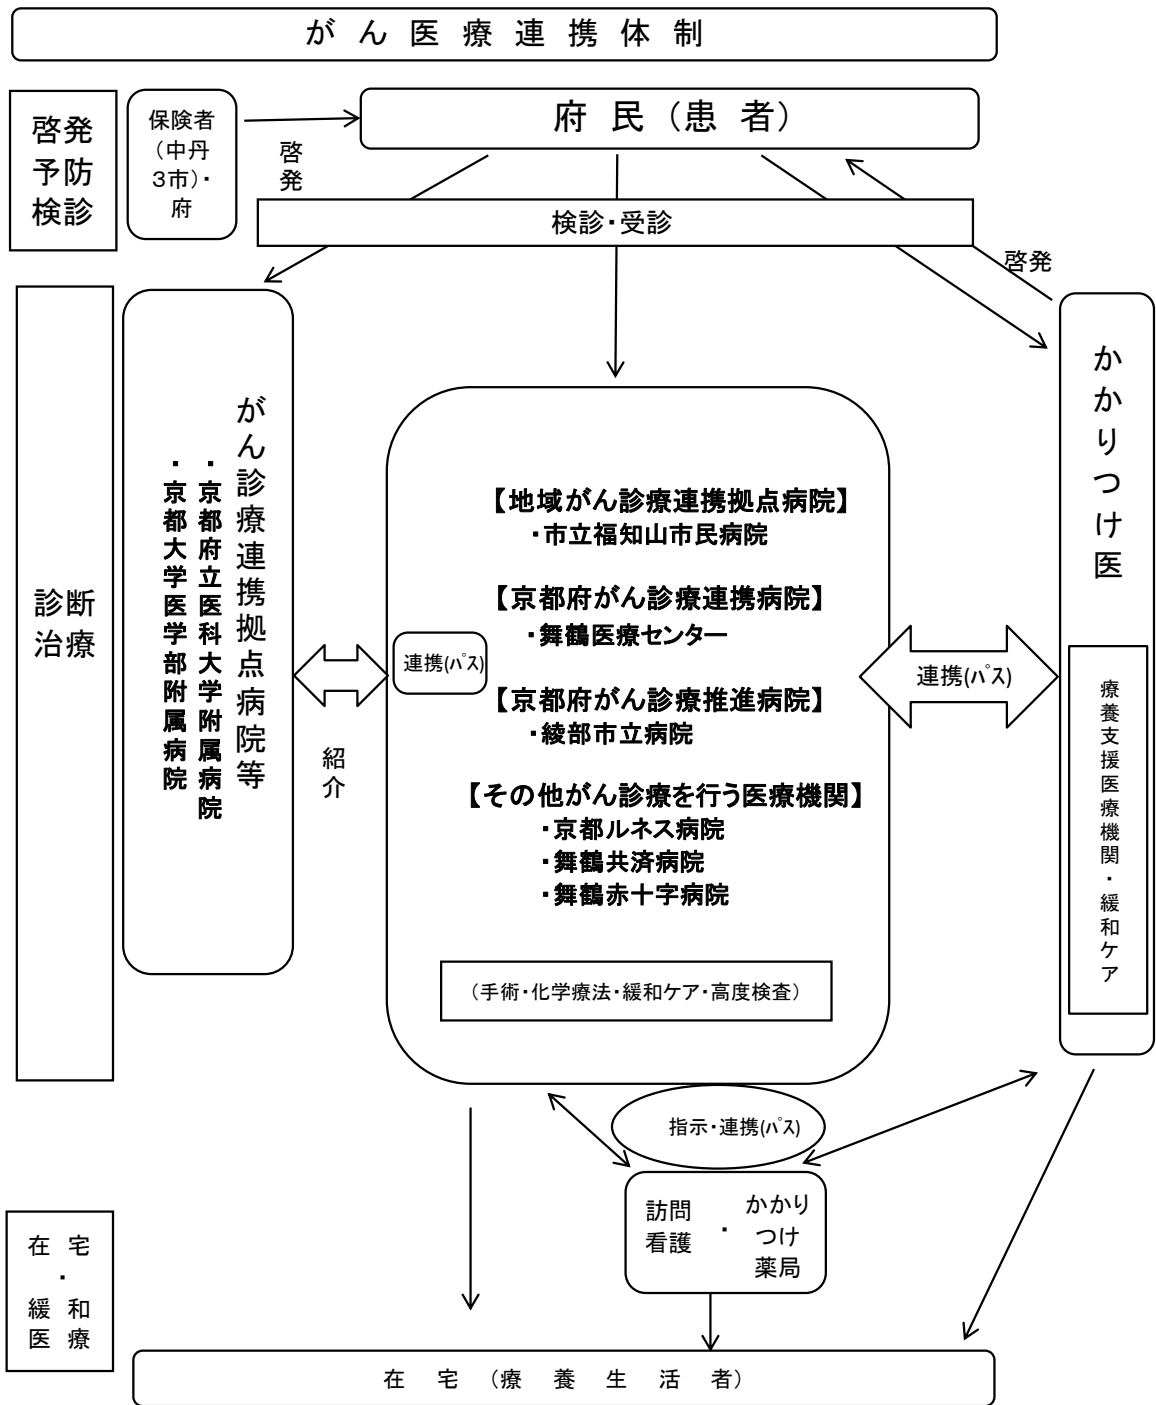 がん医療連携体制
啓発
予防
検診
保険者
（中丹
３市）・
府
府民（患者）
啓発
検診・受診
啓発
診断
治療
がん診療連携拠点病院等
・京都府立医科大学附属病院
・京都大学医学部附属病院
紹介
連携(パス)
【地域がん診療連携拠点病院】
・市立福知山市民病院
【京都府がん診療連携病院】
・舞鶴医療センター
【京都府がん診療推進病院】
・綾部市立病院
【その他がん診療を行う医療機関】
・京都ルネス病院
・舞鶴共済病院
・舞鶴赤十字病院
（手術・化学療法・緩和ケア・高度検査）
連携(パス)
かかりつけ医
療養支援医療機関・緩和ケア
指示・連携(パス)
訪問
看護
・
かかり
つけ
薬局
在宅
・
緩和
医療
在宅（療養生活者）